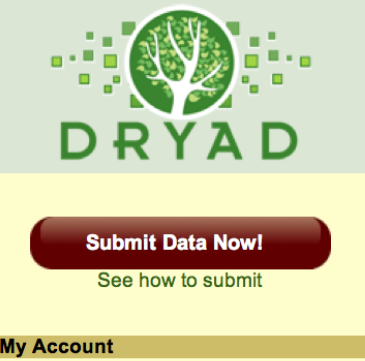 DRYAD
Submit Data Now!
See how to submit
My Account